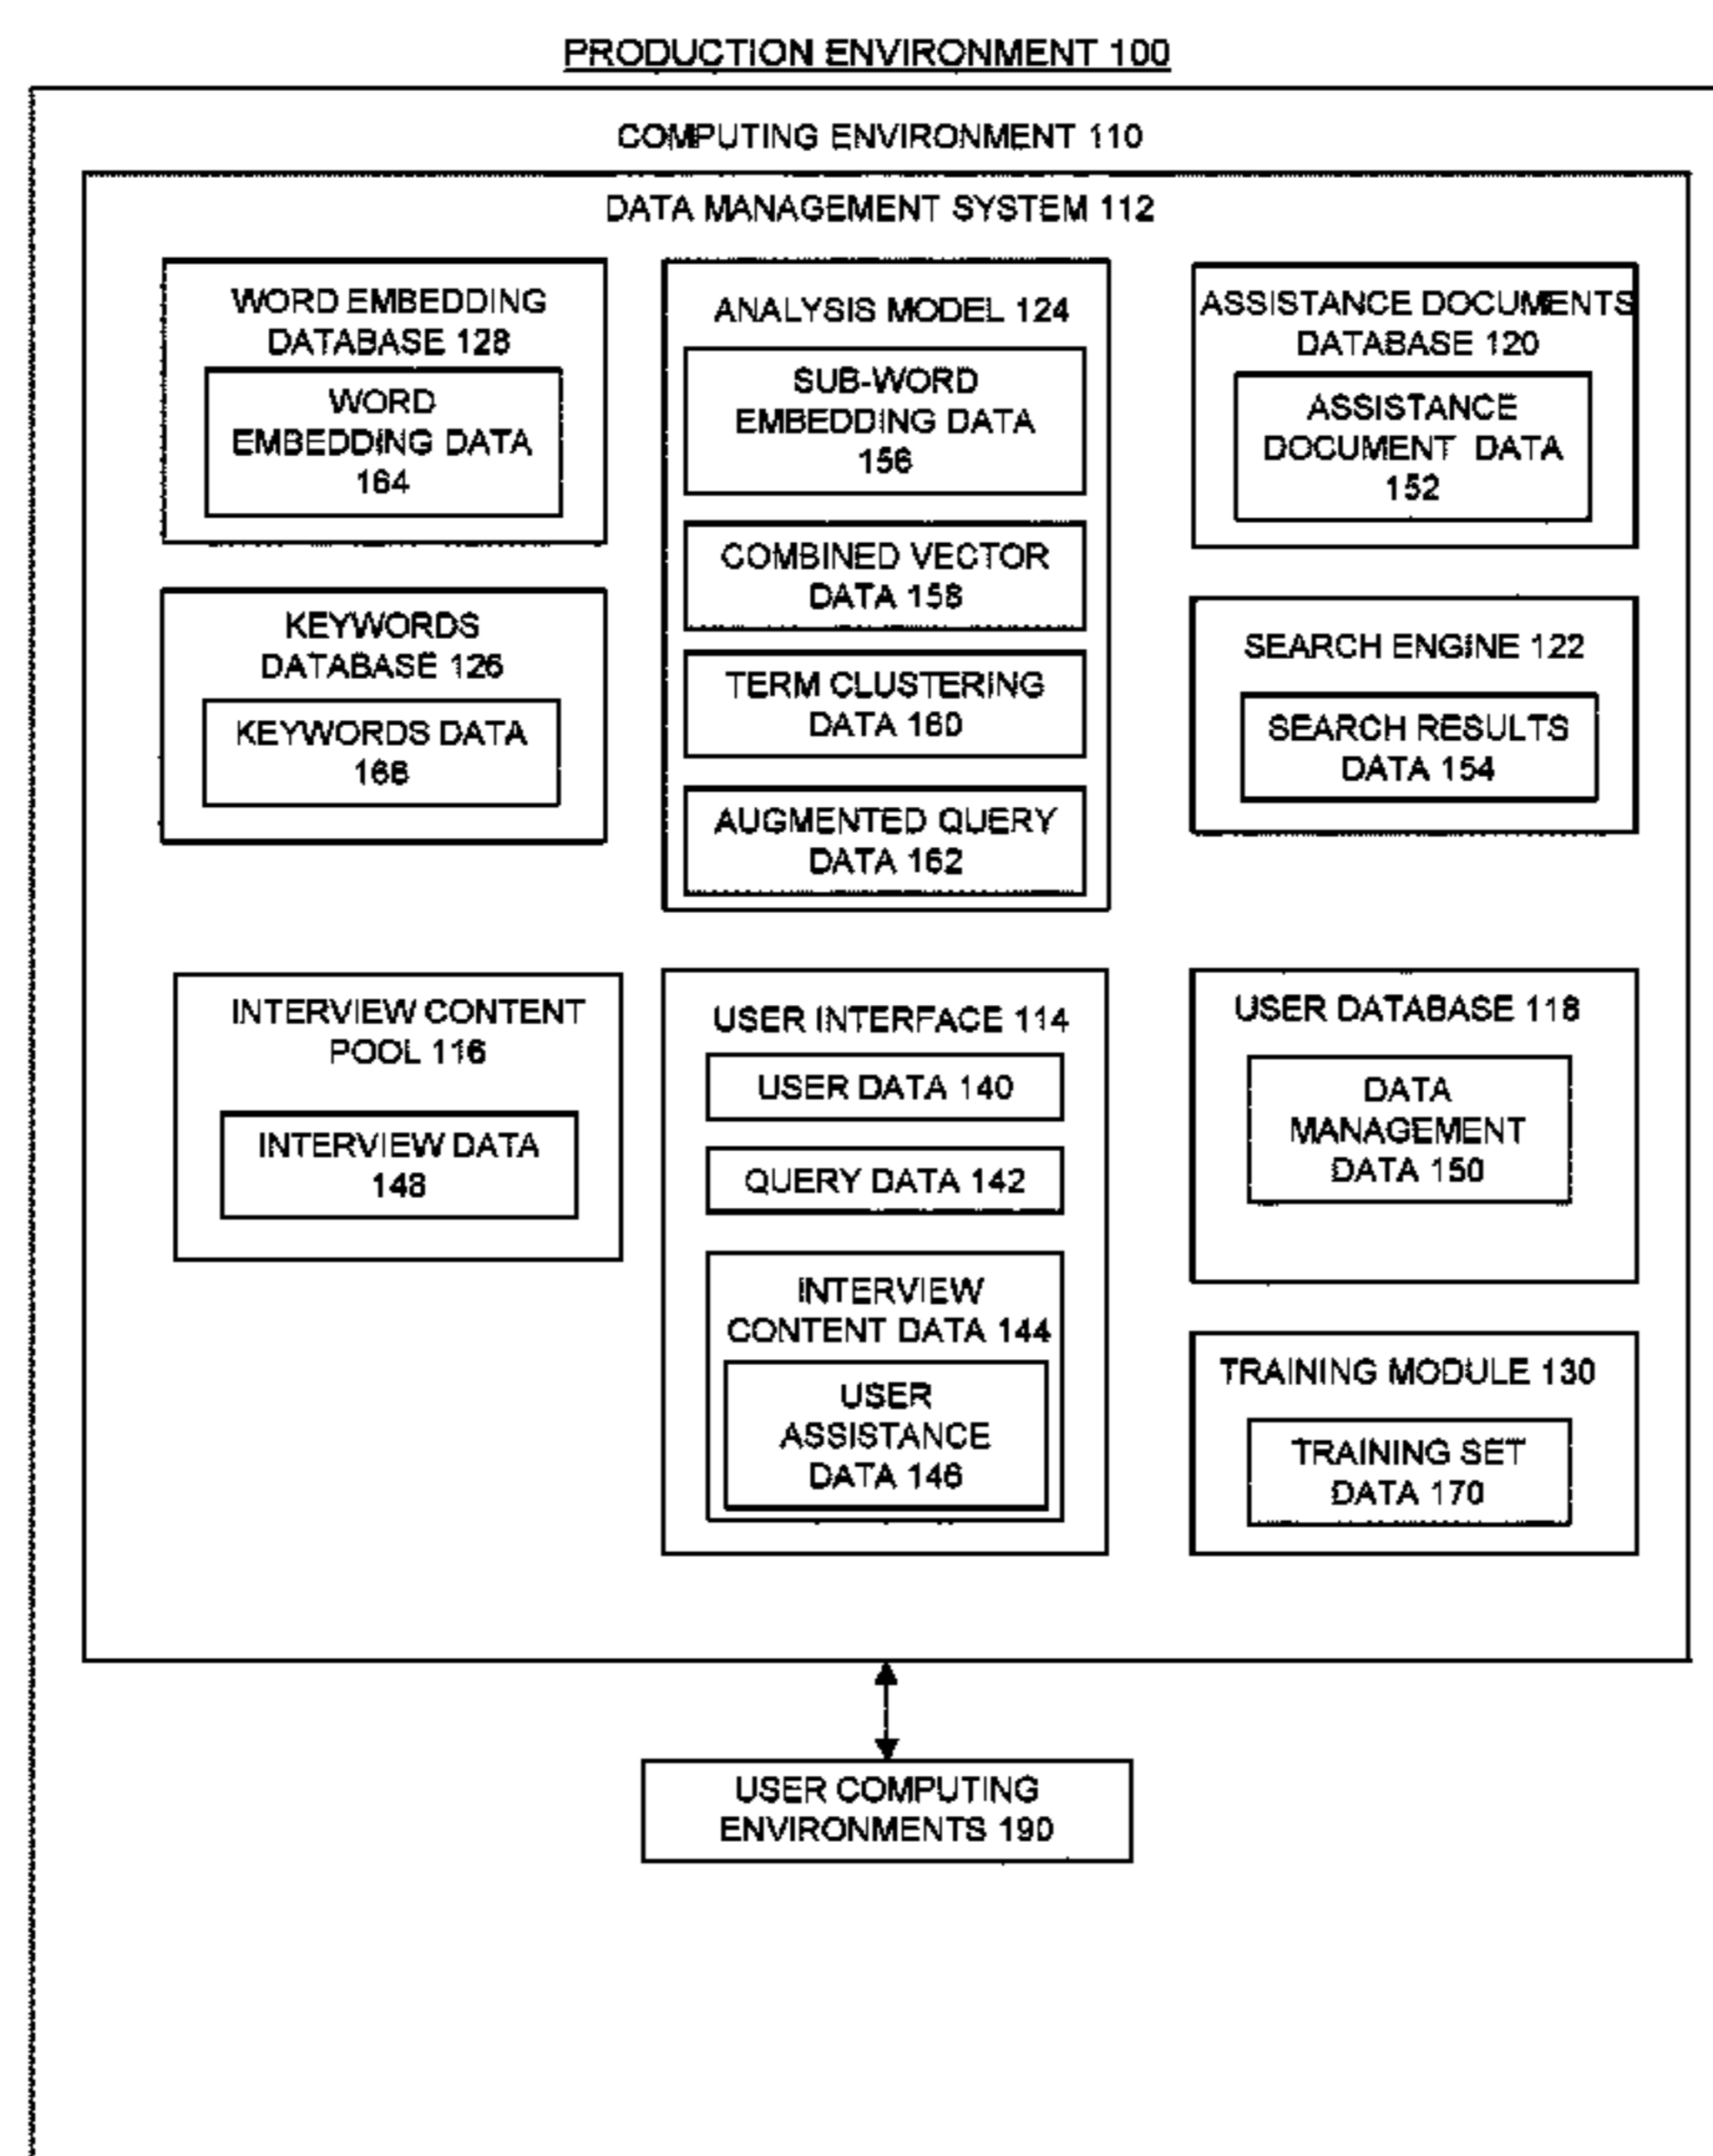 PRODUCTION ENVIRONMENT 100
COMPUTING ENVIRONMENT 110
DATA MANAGEMENT SYSTEM 112
WORD EMBEDDING
DATABASE 128
WORD
EMBEDDING DATA
164
KEYWORDS
DATABASE 126
KEYWORDS DATA
166
ANALYSIS MODEL 124
SUB-WORD
EMBEDDING DATA
156
COMBINED VECTOR
DATA 158
TERM CLUSTERING
DATA 160
AUGMENTED QUERY
DATA 162
ASSISTANCE DOCUMENTS
DATABASE 120
ASSISTANCE
DOCUMENT DATA
152
SEARCH ENGINE 122
SEARCH RESULTS
DATA 154
INTERVIEW CONTENT
POOL 116
INTERVIEW DATA
148
USER INTERFACE 114
USER DATA 140
QUERY DATA 142
INTERVIEW
CONTENT DATA 144
USER
ASSISTANCE
DATA 146
USER DATABASE 118
DATA
MANAGEMENT
DATA 150
TRAINING MODULE 130
TRAINING SET
DATA 170
USER COMPUTING
ENVIRONMENTS 190